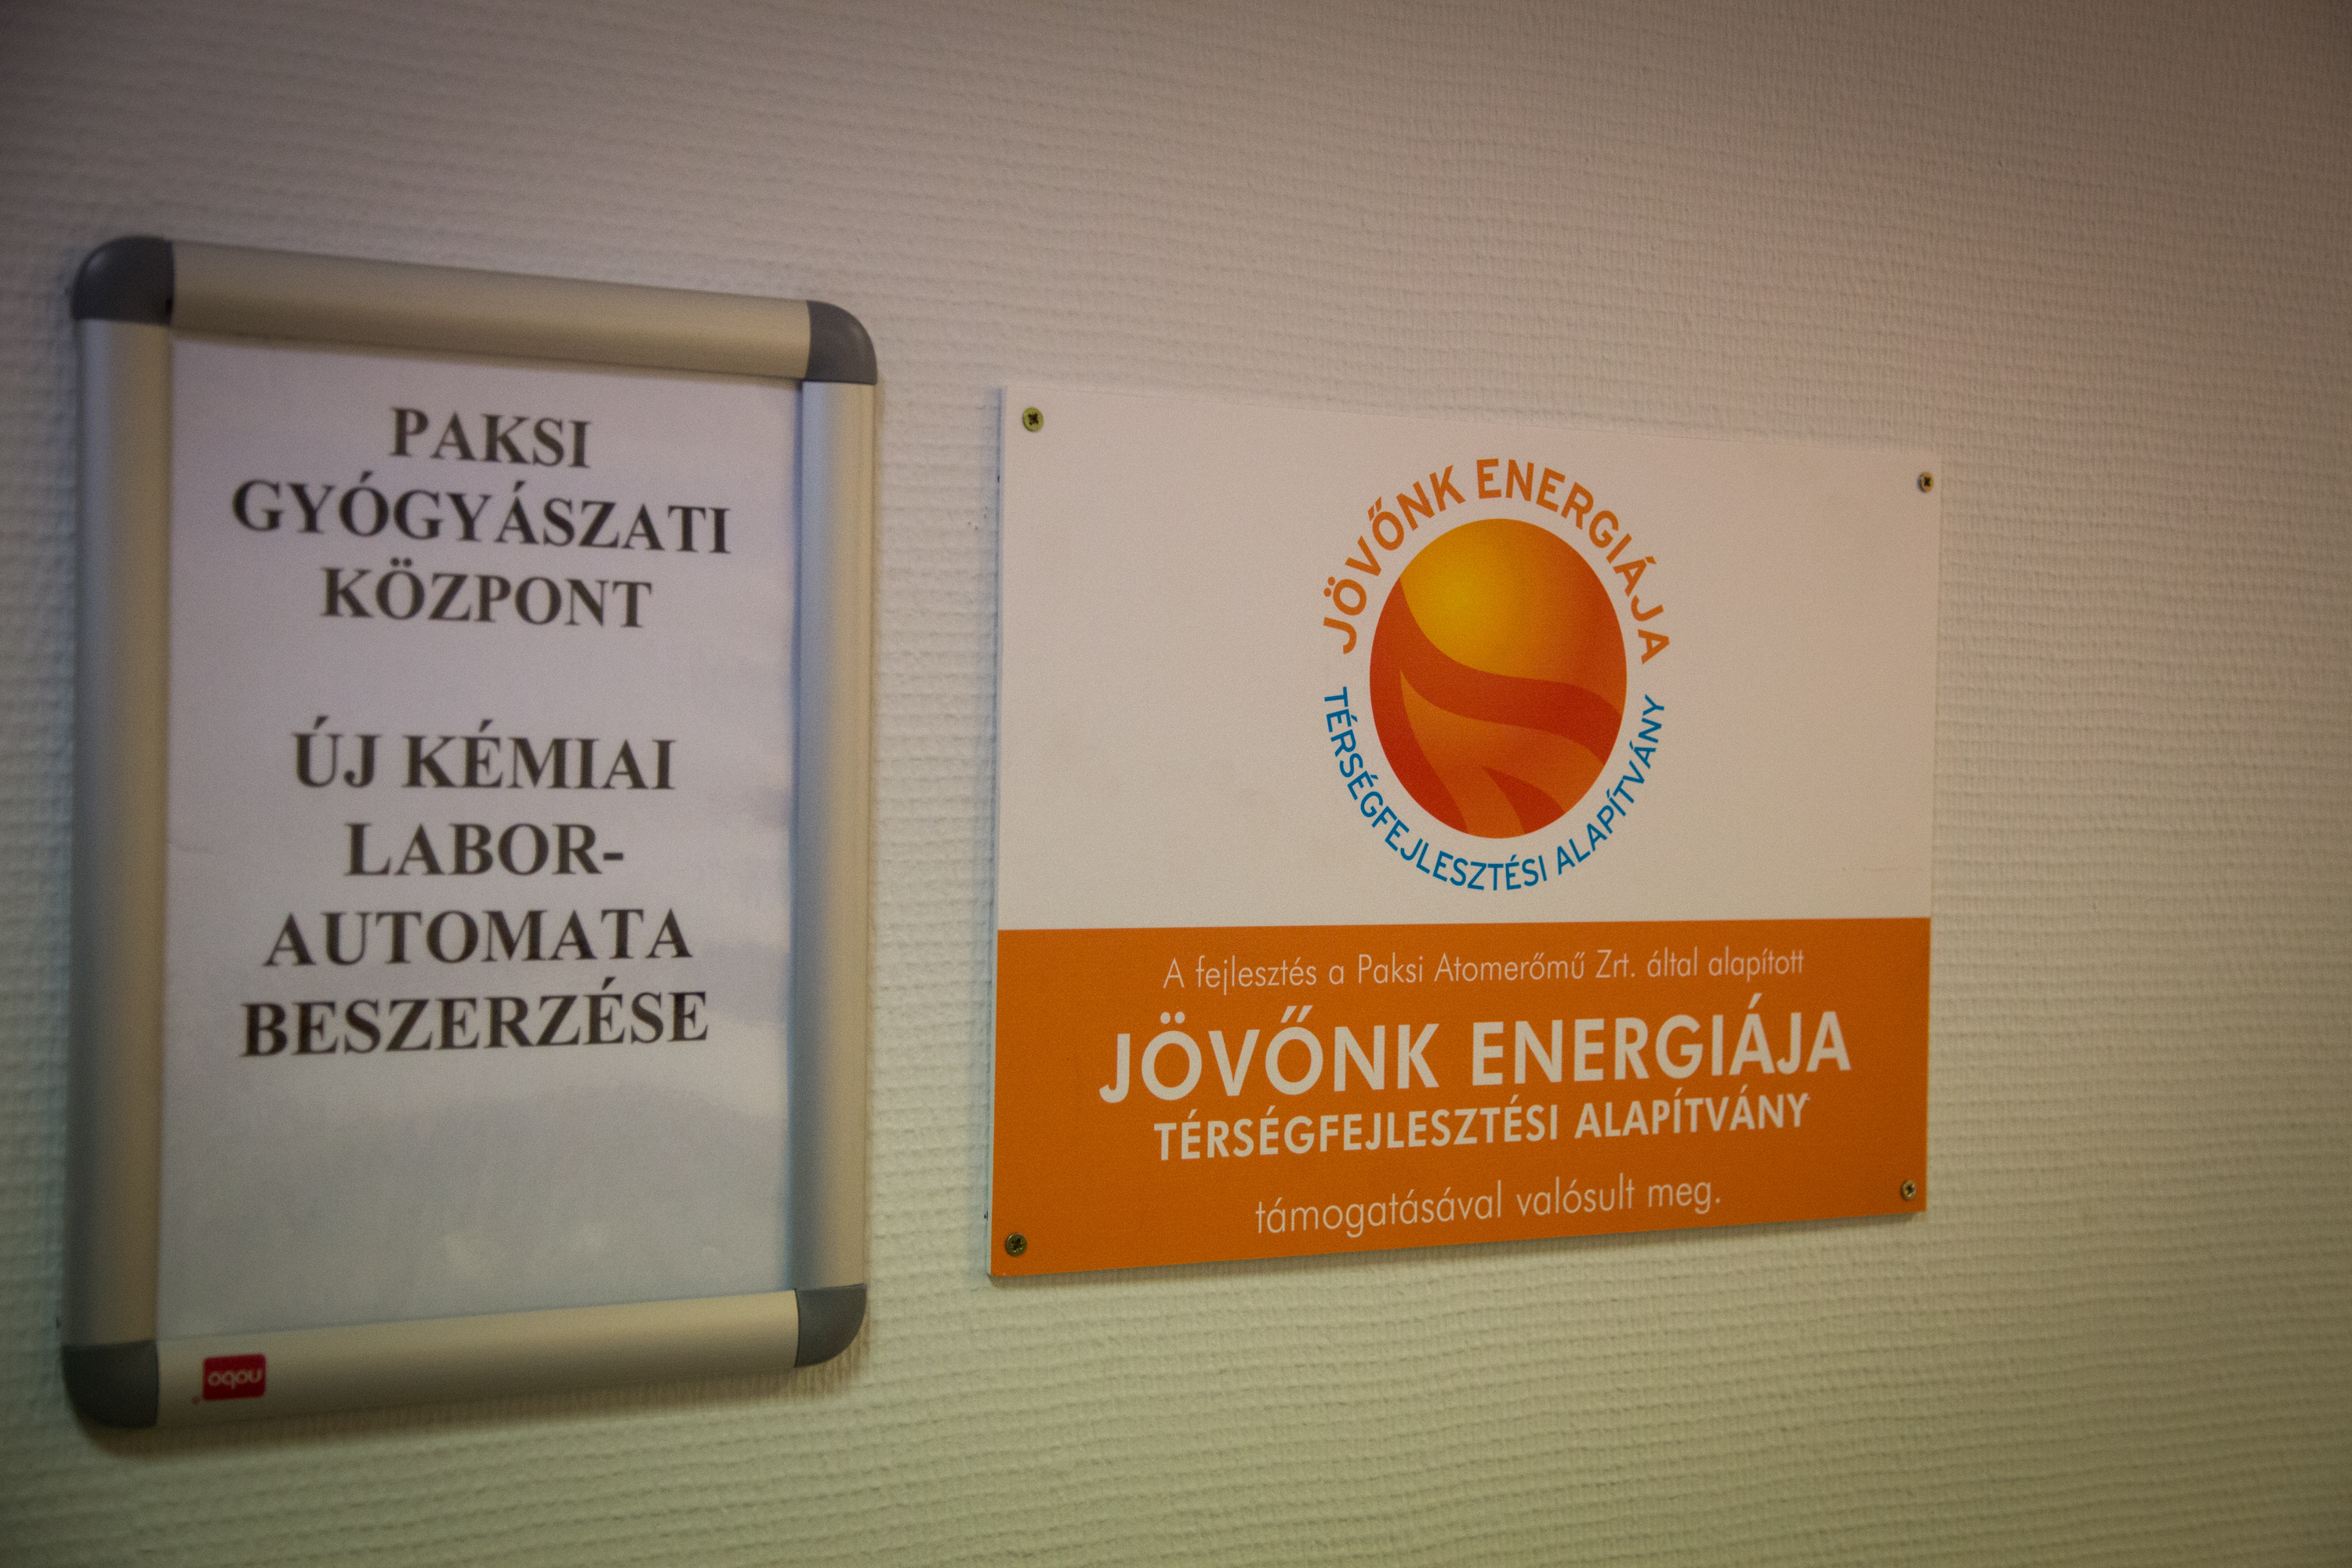 PAKSI
GYÓGYÁSZATI
KÖZPONT
ÚJ KÉMIAI
LABOR-
AUTOMATA
BESZERZÉSE
nobo
JÖVŐNK ENERGIÁJA
TÉRSÉGFEJLESZTÉSI ALAPÍTVÁNY
A fejlesztés a Paksi Atomerőmű Zrt. által alapított
JÖVŐNK ENERGIÁJA
TÉRSÉGFEJLESZTÉSI ALAPÍTVÁNY
támogatásával valósult meg.